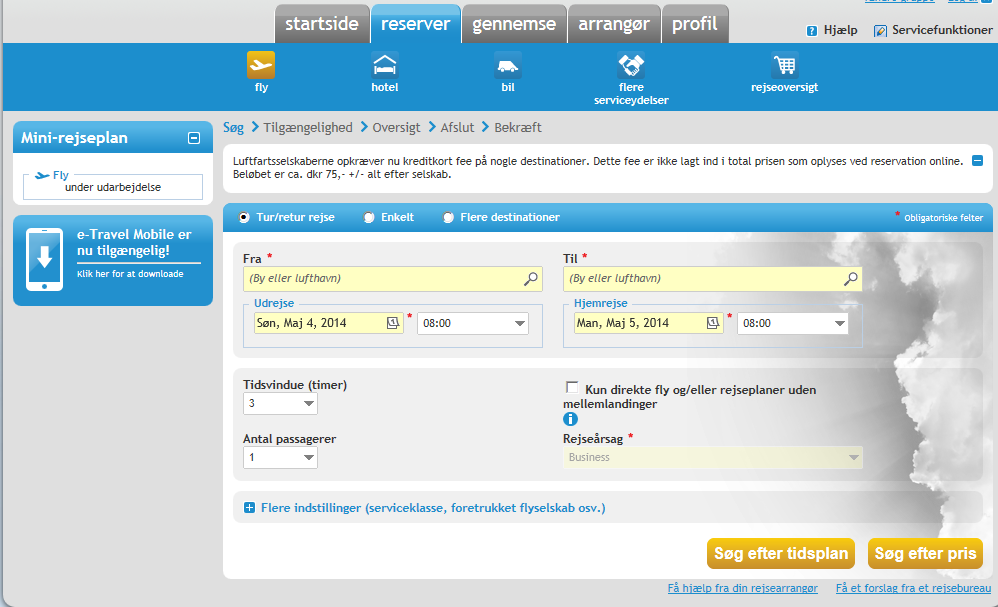 startside reserver gennemse arrangør profil
Hjælp Servicefunktioner
fly hotel bil flere serviceydelser rejseoversigt
Mini-rejseplan
Fly
under udarbejdelse
e-Travel Mobile er
nu tilgængelig!
Klik her for at downloade
Søg > Tilgængelighed > Oversigt > Afslut > Bekræft
Luftfartsselskaberne opkræver nu kreditkort fee på nogle destinationer. Dette fee er ikke lagt ind i total prisen som oplyses ved reservation online.
Beløbet er ca. dkr 75,- +/- alt efter selskab.
Tur/retur rejse Enkelt Flere destinationer * Obligatoriske felter
Fra * Til *
(By eller lufthavn) (By eller lufthavn)
Udrejse Hjemrejse
Søn, Maj 4, 2014 * 08:00 Man, Maj 5, 2014 * 08:00
Tidsvindue (timer)
3
Kun direkte fly og/eller rejseplaner uden
mellemlandinger
Antal passagerer Rejseårsag *
1 Business
Flere indstillinger (serviceklasse, foretrukket flyselskab osv.)
Søg efter tidsplan Søg efter pris
Få hjælp fra din rejsearrangør Få et forslag fra et rejsebureau